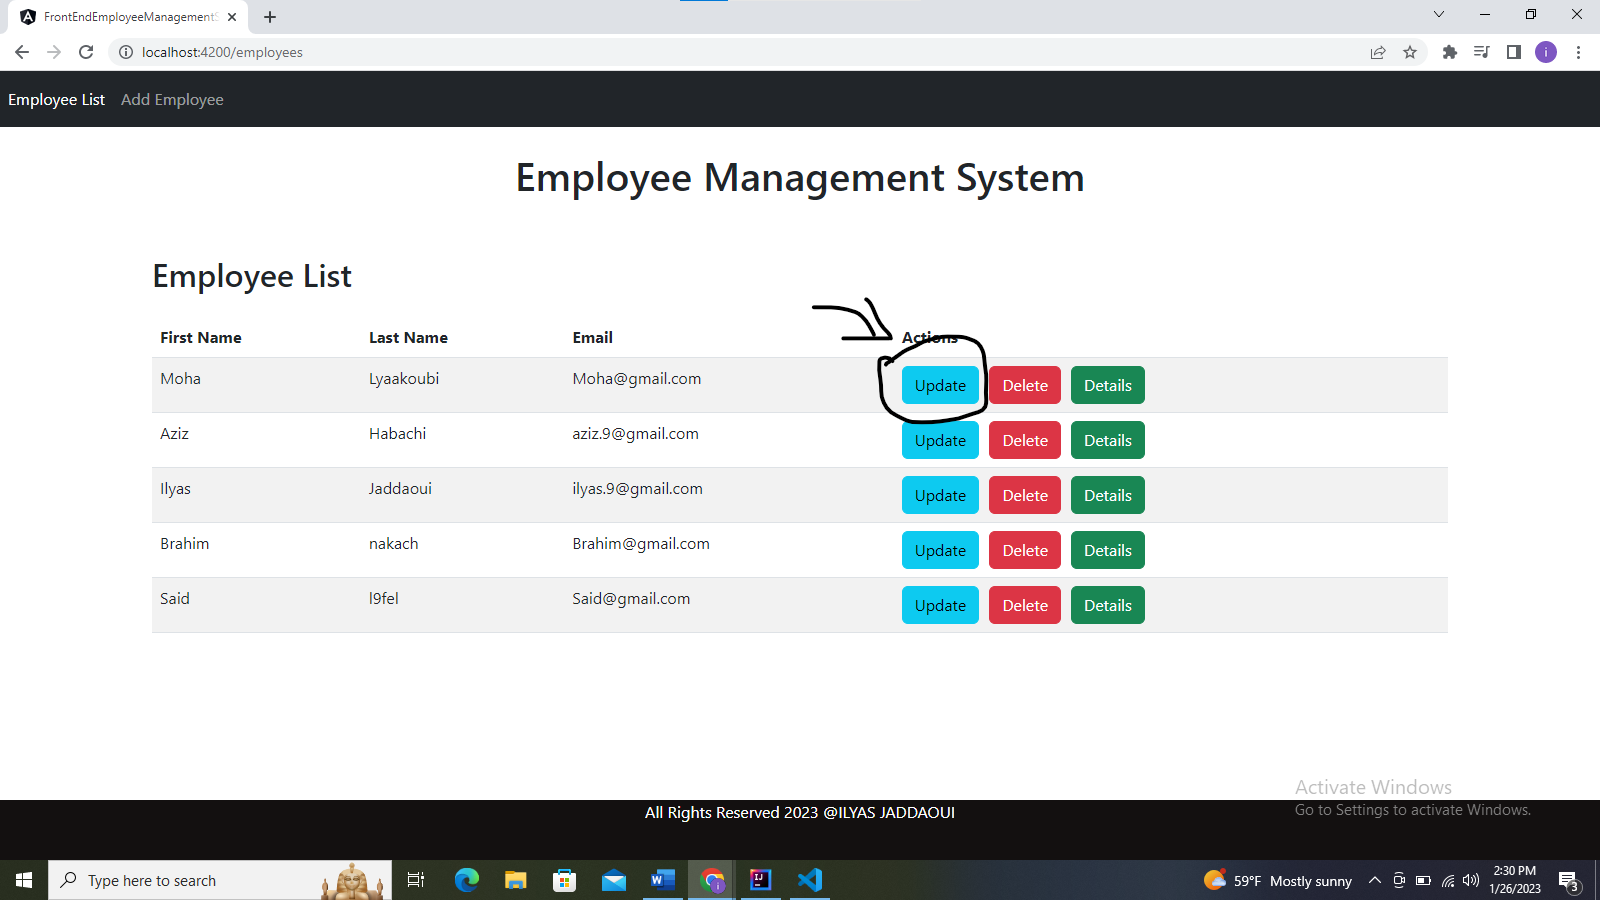 FrontEndEmployeeManagementS
localhost:4200/employees
i
Employee List Add Employee
Employee Management System
Employee List
First Name Last Name Email Actions
Moha Lyaakoubi Moha@gmail.com Update Delete Details
Aziz Habachi aziz.9@gmail.com Update Delete Details
Ilyas Jaddaoui ilyas.9@gmail.com Update Delete Details
Brahim nakach Brahim@gmail.com Update Delete Details
Said l9fel Said@gmail.com Update Delete Details
Activate Windows
Go to Settings to activate Windows.
All Rights Reserved 2023 @ILYAS JADDAOUI
Type here to search
59°F Mostly sunny
2:30 PM
1/26/2023
3